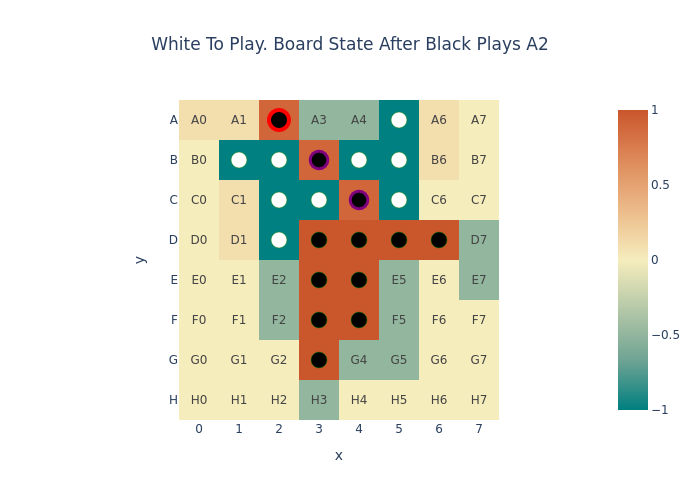 White To Play. Board State After Black Plays A2
A A0 A1 A3 A4 A6 A7
B B0 B6 B7
C C0 C1 C6 C7
D D0 D1 D7
E E0 E1 E2 E5 E6 E7
F F0 F1 F2 F5 F6 F7
G G0 G1 G2 G4 G5 G6 G7
H H0 H1 H2 H3 H4 H5 H6 H7
0 1 2 3 4 5 6 7
x
y
1
0.5
0
−0.5
−1